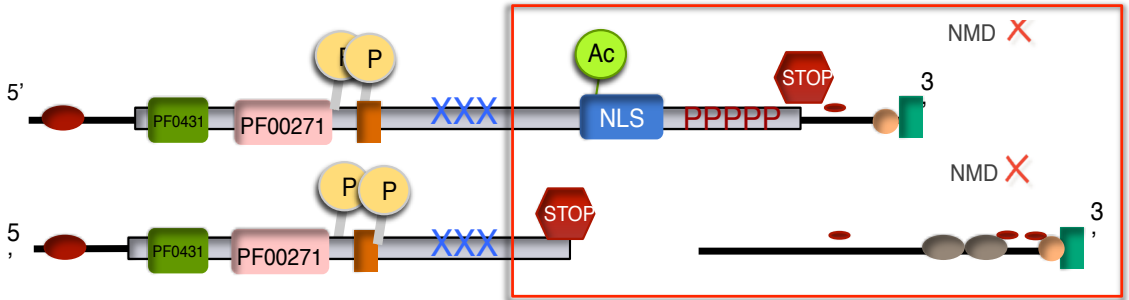 NMD
Ac
P
STOP
5’
3
’
PF0431
PF00271
XXX
NLS
PPPPP
NMD
P
P
STOP
5
’
3
’
PF0431
PF00271
XXX